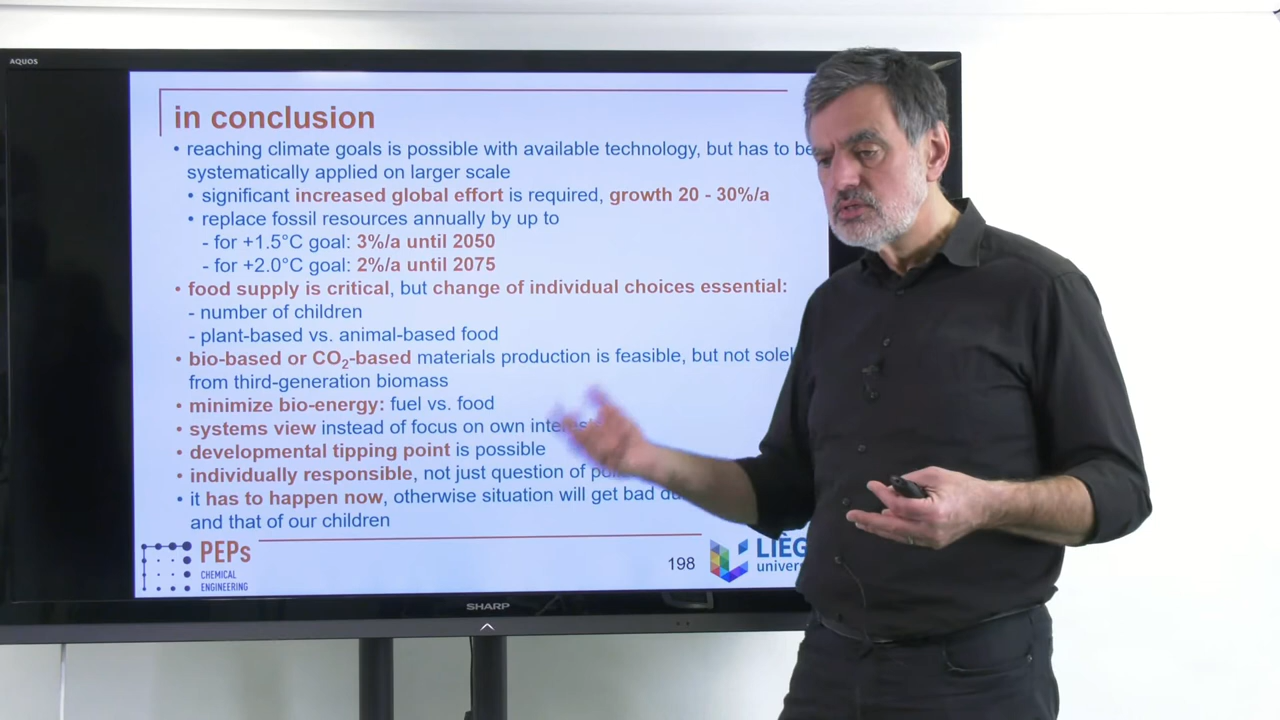 AQUOS
in conclusion
• reaching climate goals is possible with available technology, but has to be
systematically applied on larger scale
• significant increased global effort is required, growth 20 - 30%/a
• replace fossil resources annually by up to
- for +1.5°C goal: 3%/a until 2050
- for +2.0°C goal: 2%/a until 2075
• food supply is critical, but change of individual choices essential:
- number of children
- plant-based vs. animal-based food
• bio-based or CO₂-based materials production is feasible, but not
from third-generation biomass
• minimize bio-energy: fuel vs. food
• systems view instead of focus on own
• developmental tipping point is possible
• individually responsible, not just question of
• it has to happen now, otherwise situation will get bad
and that of our children
PEPs
CHEMICAL
ENGINEERING
198
SHARP